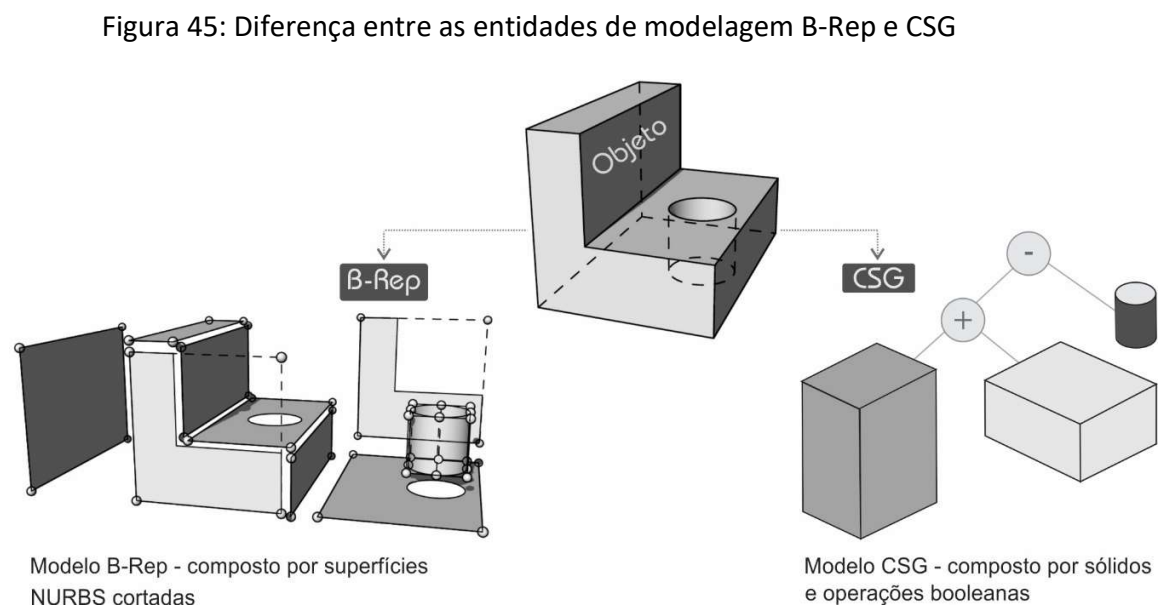 Figura 45: Diferença entre as entidades de modelagem B-Rep e CSG
Objeto
B-Rep
CSG
-
+
Modelo B-Rep - composto por superfícies
NURBS cortadas
Modelo CSG - composto por sólidos
e operações booleanas